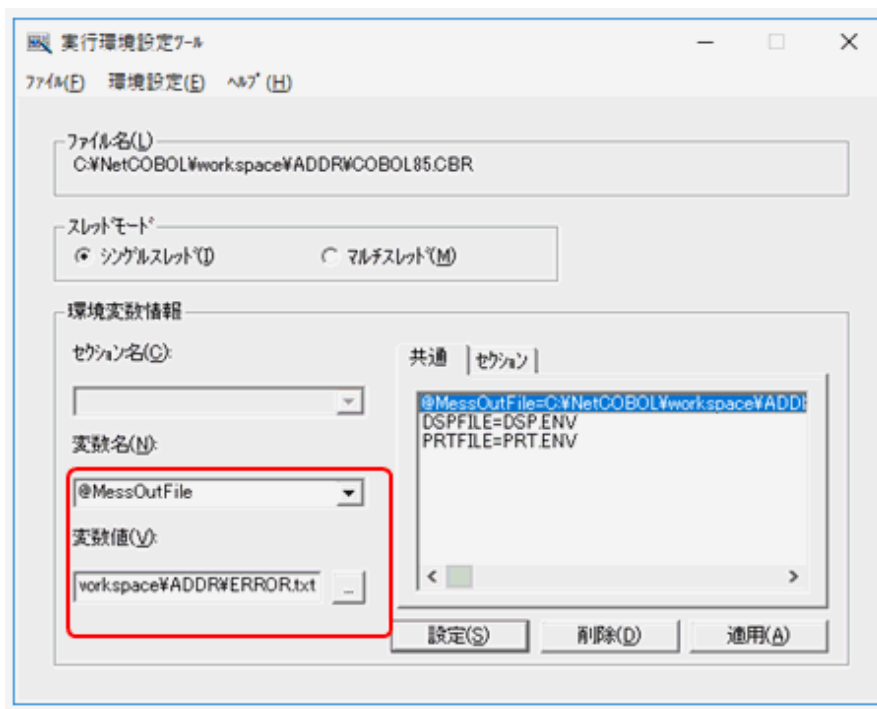 実行環境設定ﾂｰﾙ
ﾌｧｲﾙ(F) 環境設定(E) ﾍﾙﾌﾟ(H)
ﾌｧｲﾙ名(L)
C:¥NetCOBOL¥workspace¥ADDR¥COBOL85.CBR
ｽﾚｯﾄﾞﾓｰﾄﾞ
ｼﾝｸﾞﾙｽﾚｯﾄﾞ(I) ﾏﾙﾁｽﾚｯﾄﾞ(M)
環境変数情報
ｾｸｼｮﾝ名(C):
共通 ｾｸｼｮﾝ
@MessOutFile=C:¥NetCOBOL¥workspace¥ADD
DSPFILE=DSP.ENV
PRTFILE=PRT.ENV
変数名(N):
@MessOutFile
変数値(V):
workspace¥ADDR¥ERROR.txt ...
設定(S) 削除(D) 適用(A)